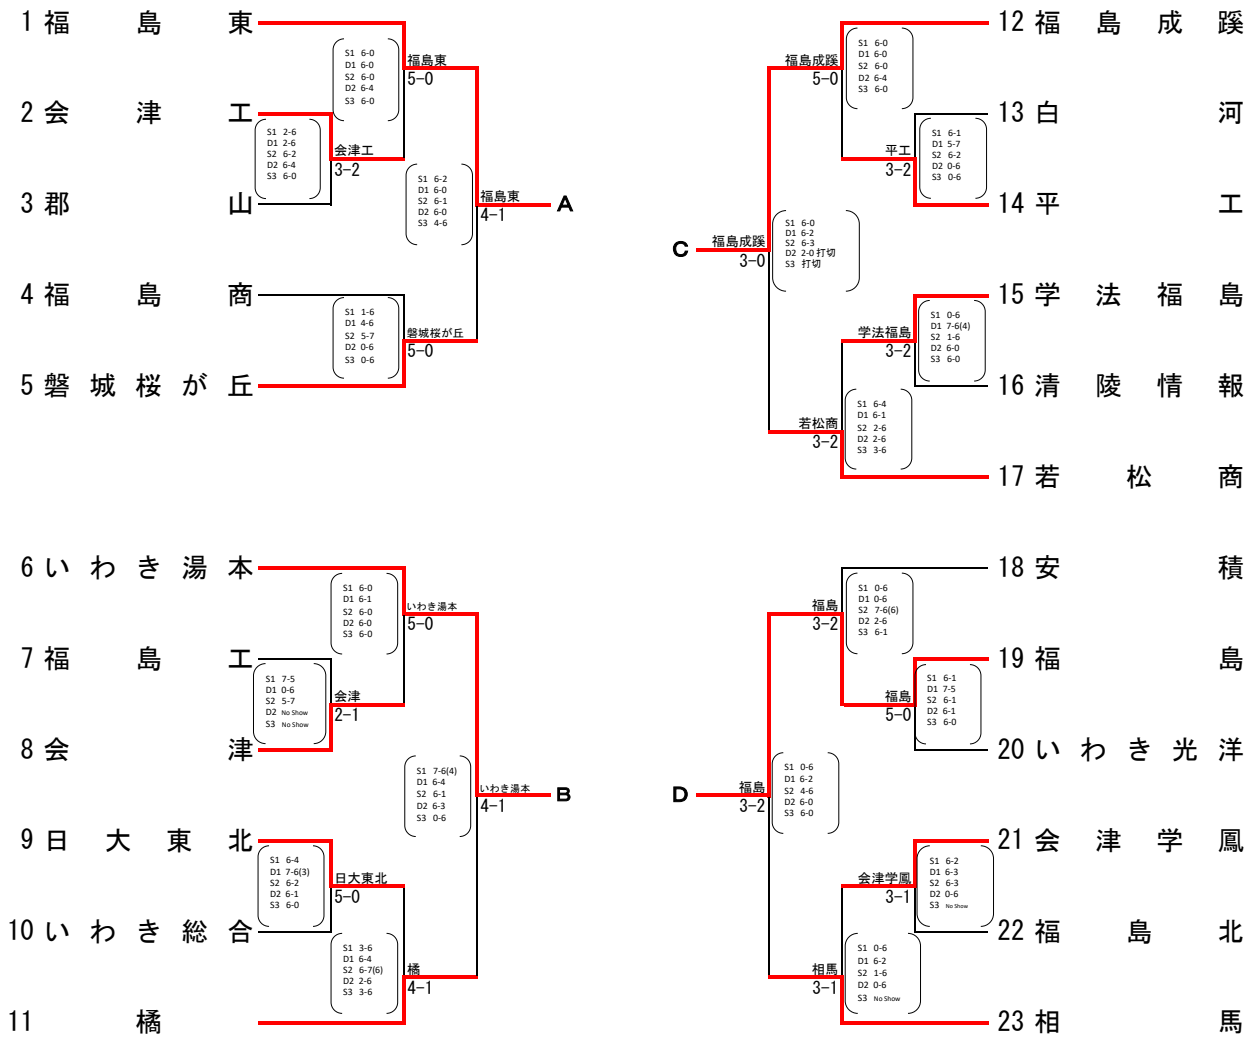 1 福島東
S1 6-0
D1 6-0
S2 6-0
D2 6-4
S3 6-0
福島東
5-0
2 会津工
S1 2-6
D1 2-6
S2 6-2
D2 6-4
S3 6-0
会津工
3-2
3 郡山
S1 6-2
D1 6-0
S2 6-1
D2 6-0
S3 4-6
福島東
4-1
A
4 福島商
S1 1-6
D1 4-6
S2 5-7
D2 0-6
S3 0-6
磐城桜が丘
5-0
5 磐城桜が丘
6 いわき湯本
S1 6-0
D1 6-1
S2 6-0
D2 6-0
S3 6-0
いわき湯本
5-0
7 福島工
S1 7-5
D1 0-6
S2 5-7
D2 No Show
S3 No Show
会津
2-1
8 会津
S1 7-6(4)
D1 6-4
S2 6-1
D2 6-3
S3 0-6
いわき湯本
4-1
B
9 日大東北
S1 6-4
D1 7-6(3)
S2 6-2
D2 6-1
S3 6-0
日大東北
5-0
10 いわき総合
S1 3-6
D1 6-4
S2 6-7(6)
D2 2-6
S3 3-6
橘
4-1
11 橘
12 福島成蹊
福島成蹊
5-0
S1 6-0
D1 6-0
S2 6-0
D2 6-4
S3 6-0
13 白河
平工
3-2
S1 6-1
D1 5-7
S2 6-2
D2 0-6
S3 0-6
14 平工
C
福島成蹊
3-0
S1 6-0
D1 6-2
S2 6-3
D2 2-0 打切
S3 打切
15 学法福島
学法福島
3-2
S1 0-6
D1 7-6(4)
S2 1-6
D2 6-0
S3 6-0
16 清陵情報
若松商
3-2
S1 6-4
D1 6-1
S2 2-6
D2 2-6
S3 3-6
17 若松商
18 安積
福島
3-2
S1 0-6
D1 0-6
S2 7-6(6)
D2 2-6
S3 6-1
19 福島
福島
5-0
S1 6-1
D1 7-5
S2 6-1
D2 6-1
S3 6-0
20 いわき光洋
D
福島
3-2
S1 0-6
D1 6-2
S2 4-6
D2 6-0
S3 6-0
21 会津学鳳
会津学鳳
3-1
S1 6-2
D1 6-3
S2 6-3
D2 0-6
S3 No Show
22 福島北
相馬
3-1
S1 0-6
D1 6-2
S2 1-6
D2 0-6
S3 No Show
23 相馬